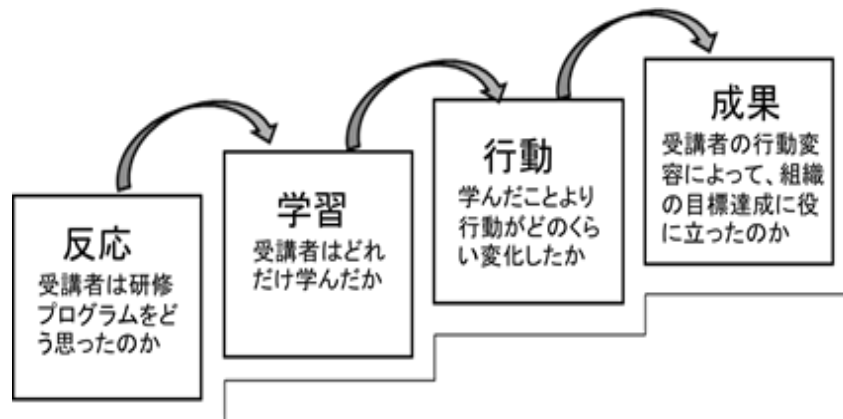 反応
受講者は研修
プログラムをど
う思ったのか
学習
受講者はどれ
だけ学んだか
行動
学んだことより
行動がどのくら
い変化したか
成果
受講者の行動変
容によって、組織
の目標達成に役
に立ったのか